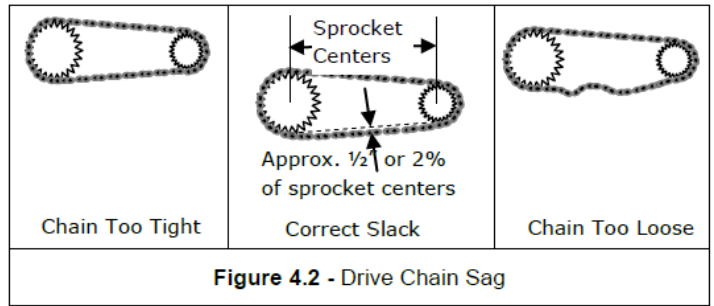 Sprocket
Centers
Approx. ½" or 2%
of sprocket centers
Chain Too Tight
Correct Slack
Chain Too Loose
Figure 4.2 - Drive Chain Sag